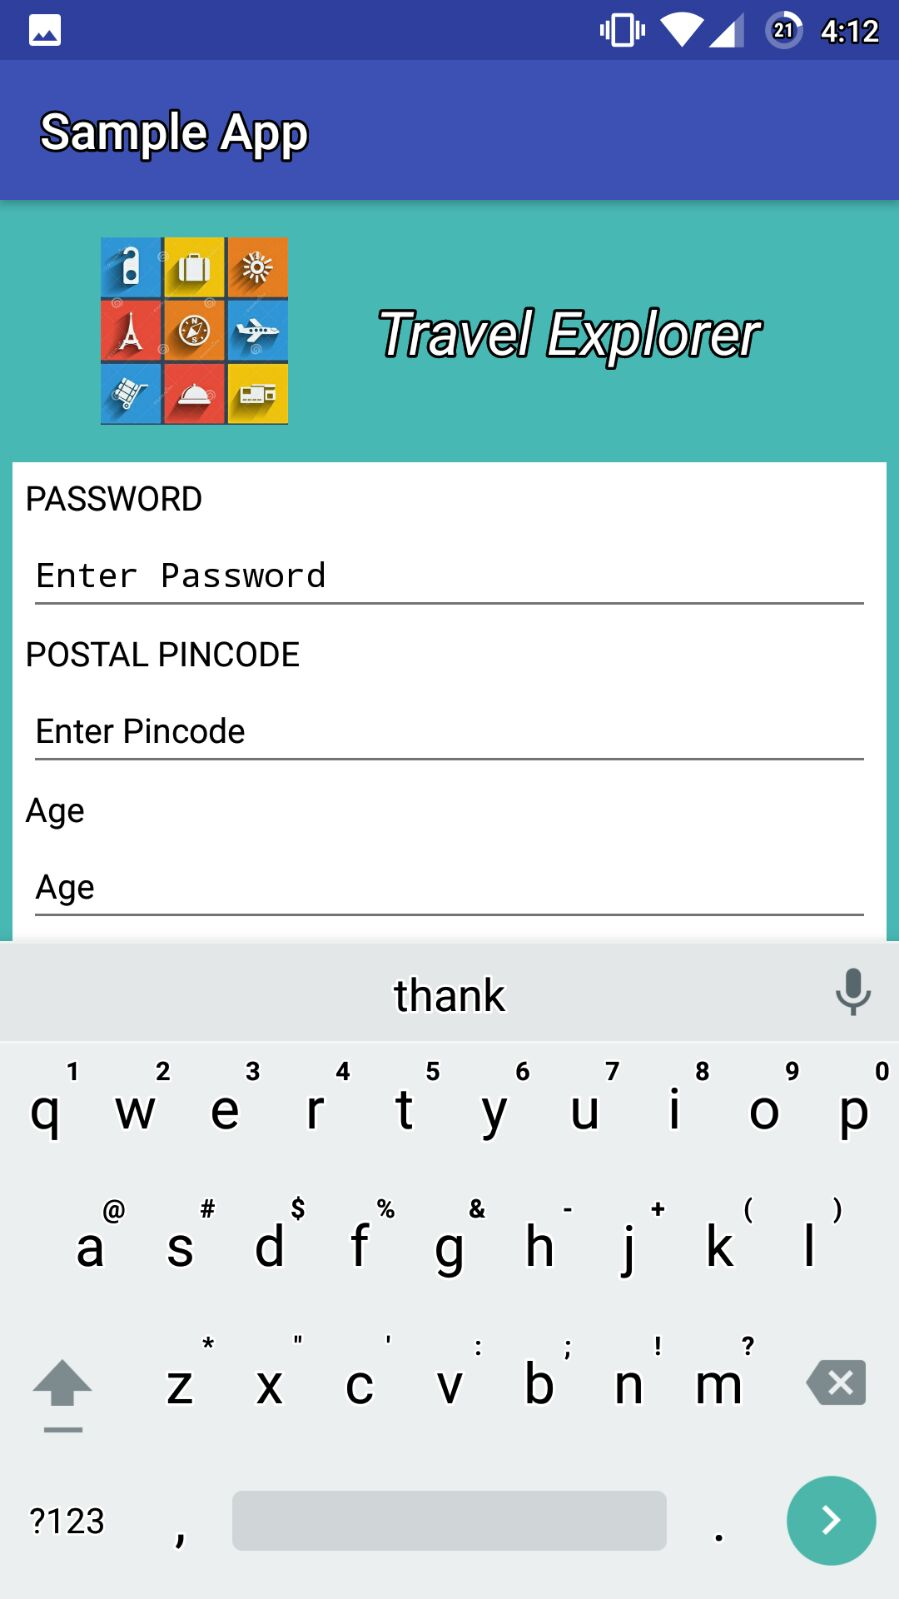 21 4:12
Sample App
N
S
Travel Explorer
PASSWORD
Enter Password
POSTAL PINCODE
Enter Pincode
Age
Age
thank
1 2 3 4 5 6 7 8 9 0
q w e r t y u i o p
@ # $ % & - + ( )
a s d f g h j k l
* " ' : ; ! ?
z x c v b n m
?123 , .